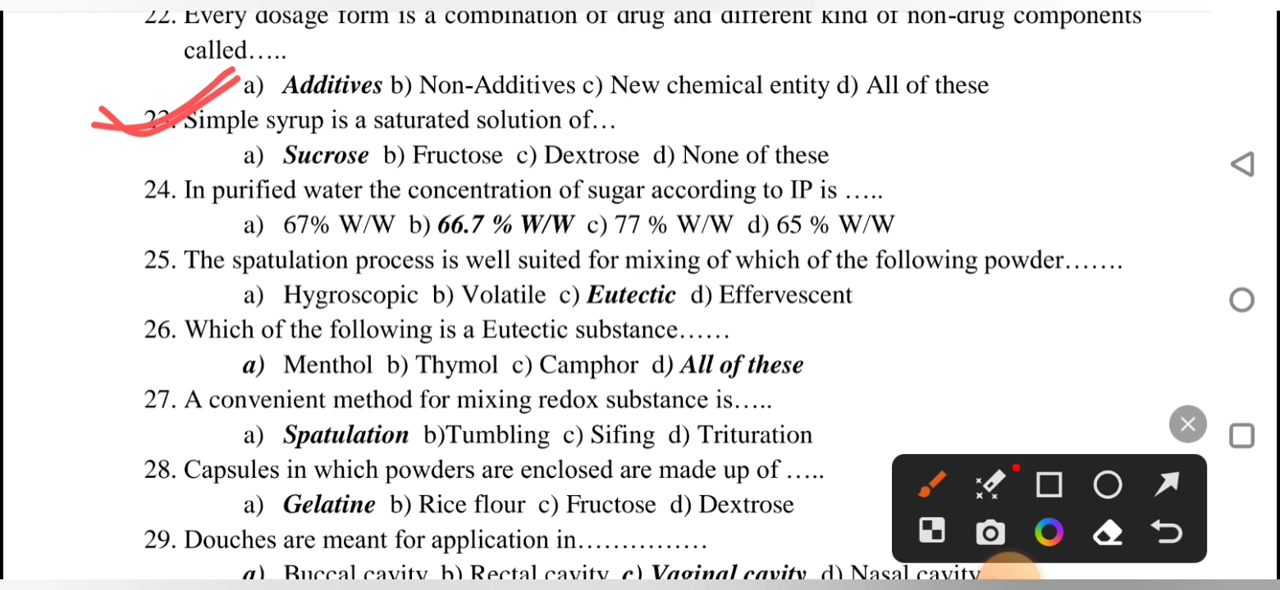 22. Every dosage form is a combination of drug and different kind of non-drug components
called…..
a) Additives b) Non-Additives c) New chemical entity d) All of these
23. Simple syrup is a saturated solution of…
a) Sucrose b) Fructose c) Dextrose d) None of these
24. In purified water the concentration of sugar according to IP is …..
a) 67% W/W b) 66.7 % W/W c) 77 % W/W d) 65 % W/W
25. The spatulation process is well suited for mixing of which of the following powder…….
a) Hygroscopic b) Volatile c) Eutectic d) Effervescent
26. Which of the following is a Eutectic substance……
a) Menthol b) Thymol c) Camphor d) All of these
27. A convenient method for mixing redox substance is…..
a) Spatulation b)Tumbling c) Sifing d) Trituration
28. Capsules in which powders are enclosed are made up of …..
a) Gelatine b) Rice flour c) Fructose d) Dextrose
29. Douches are meant for application in……………
a) Buccal cavity b) Rectal cavity c) Vaginal cavity d) Nasal cavity